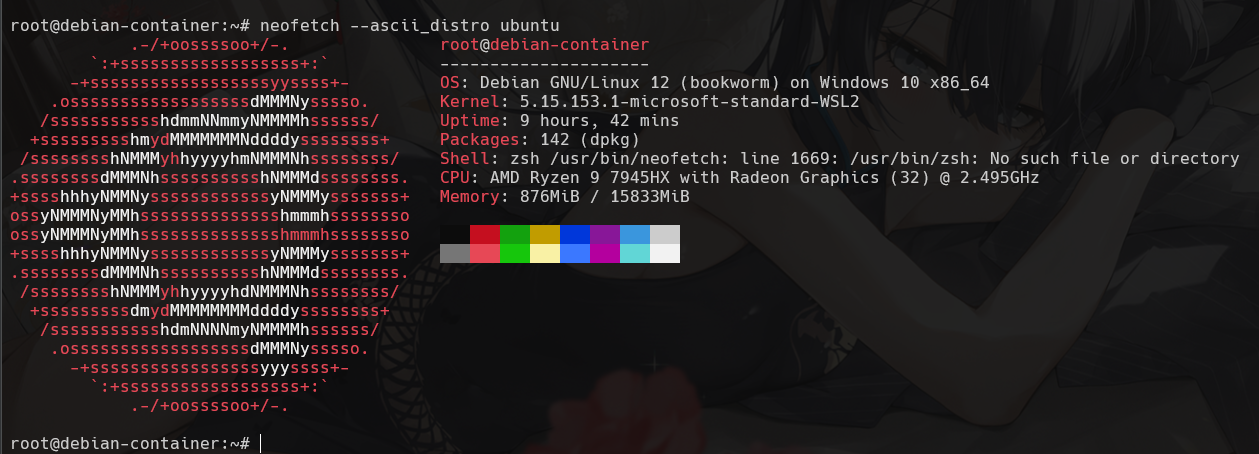 root@debian-container:~# neofetch --ascii_distro ubuntu
            .-/+oossssoo+/-.               root@debian-container
        `:+ssssssssssssssssss+:`           ---------------------
      -+ssssssssssssssssssyyssss+-         OS: Debian GNU/Linux 12 (bookworm) on Windows 10 x86_64
    .ossssssssssssssssssdMMMNysssso.       Kernel: 5.15.153.1-microsoft-standard-WSL2
   /ssssssssssshdmmNNmmyNMMMMhssssss/      Uptime: 9 hours, 42 mins
  +ssssssssshmydMMMMMMMNddddyssssssss+     Packages: 142 (dpkg)
 /sssssssshNMMMyhhyyyyhmNMMMNhssssssss/    Shell: zsh /usr/bin/neofetch: line 1669: /usr/bin/zsh: No such file or directory
.ssssssssdMMMNhsssssssssshNMMMdssssssss.   CPU: AMD Ryzen 9 7945HX with Radeon Graphics (32) @ 2.495GHz
+sssshhhyNMMNyssssssssssssyNMMMysssssss+   Memory: 876MiB / 15833MiB
ossyNMMMNyMMhsssssssssssssshmmmhssssssso
ossyNMMMNyMMhsssssssssssssshmmmhssssssso
+sssshhhyNMMNyssssssssssssyNMMMysssssss+
.ssssssssdMMMNhsssssssssshNMMMdssssssss.
 /sssssssshNMMMyhhyyyyhdNMMMNhssssssss/
  +sssssssssdmydMMMMMMMMddddyssssssss+
   /ssssssssssshdmNNNNmyNMMMMhssssss/
    .ossssssssssssssssssdMMMNysssso.
      -+sssssssssssssssssyyyssss+-
        `:+ssssssssssssssssss+:`
            .-/+oossssoo+/-.
root@debian-container:~#